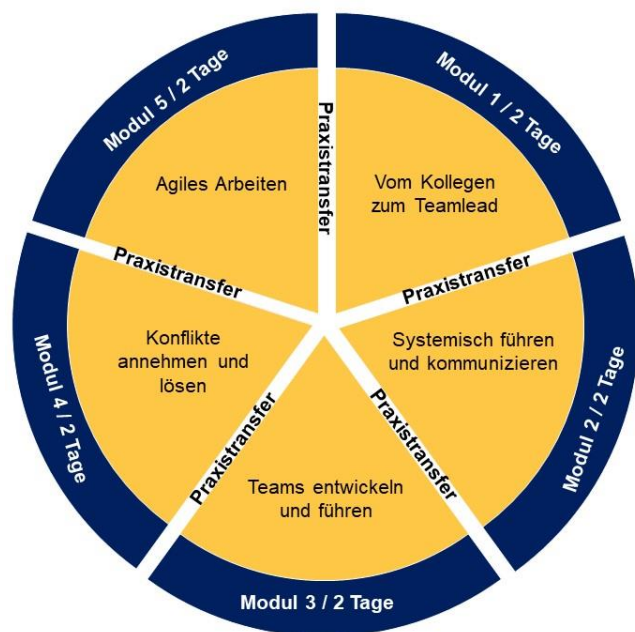 Modul 1 / 2 Tage
Vom Kollegen
zum Teamlead
Praxistransfer
Modul 2 / 2 Tage
Systemisch führen
und kommunizieren
Praxistransfer
Modul 3 / 2 Tage
Teams entwickeln
und führen
Praxistransfer
Modul 4 / 2 Tage
Konflikte
annehmen und
lösen
Praxistransfer
Modul 5 / 2 Tage
Agiles Arbeiten
Praxistransfer